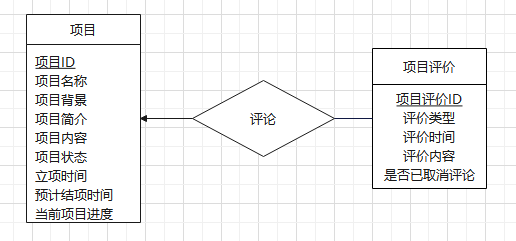 项目
项目ID
项目名称
项目背景
项目简介
项目内容
项目状态
立项时间
预计结项时间
当前项目进度
评论
项目评价
项目评价ID
评价类型
评价时间
评价内容
是否已取消评论